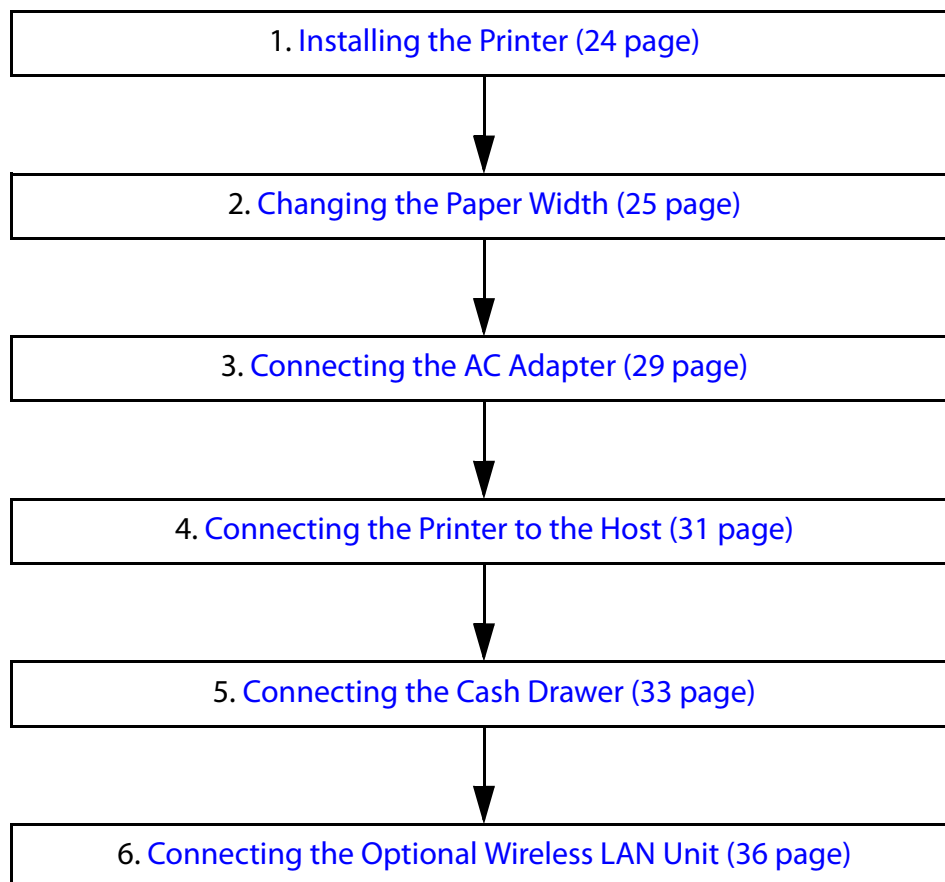 1. Installing the Printer (24 page)
2. Changing the Paper Width (25 page)
3. Connecting the AC Adapter (29 page)
4. Connecting the Printer to the Host (31 page)
5. Connecting the Cash Drawer (33 page)
6. Connecting the Optional Wireless LAN Unit (36 page)